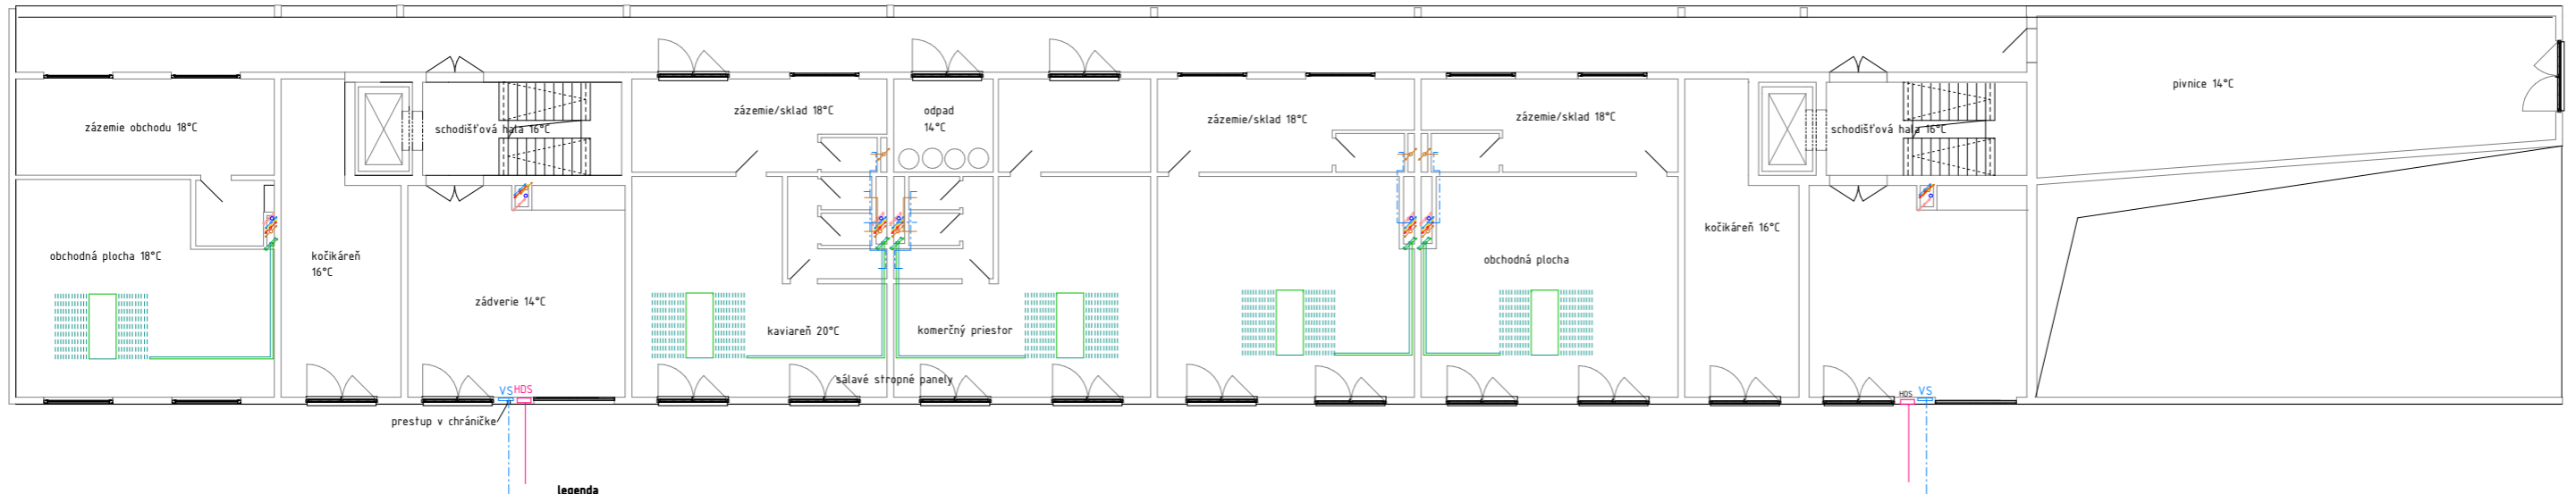 pivnice 14°C
zázemie/sklad 18°C
odpad
14°C
zázemie/sklad 18°C
zázemie/sklad 18°C
zázemie obchodu 18°C
schodišťová hala 16°C
schodišťová hala 16°C
kočikáreň 16°C
obchodná plocha 18°C
kočikáreň
16°C
obchodná plocha
zádverie 14°C
kaviareň 20°C
komerčný priestor
sálavé stropné panely
VS HDS
HDS VS
prestup v chráničke
legenda